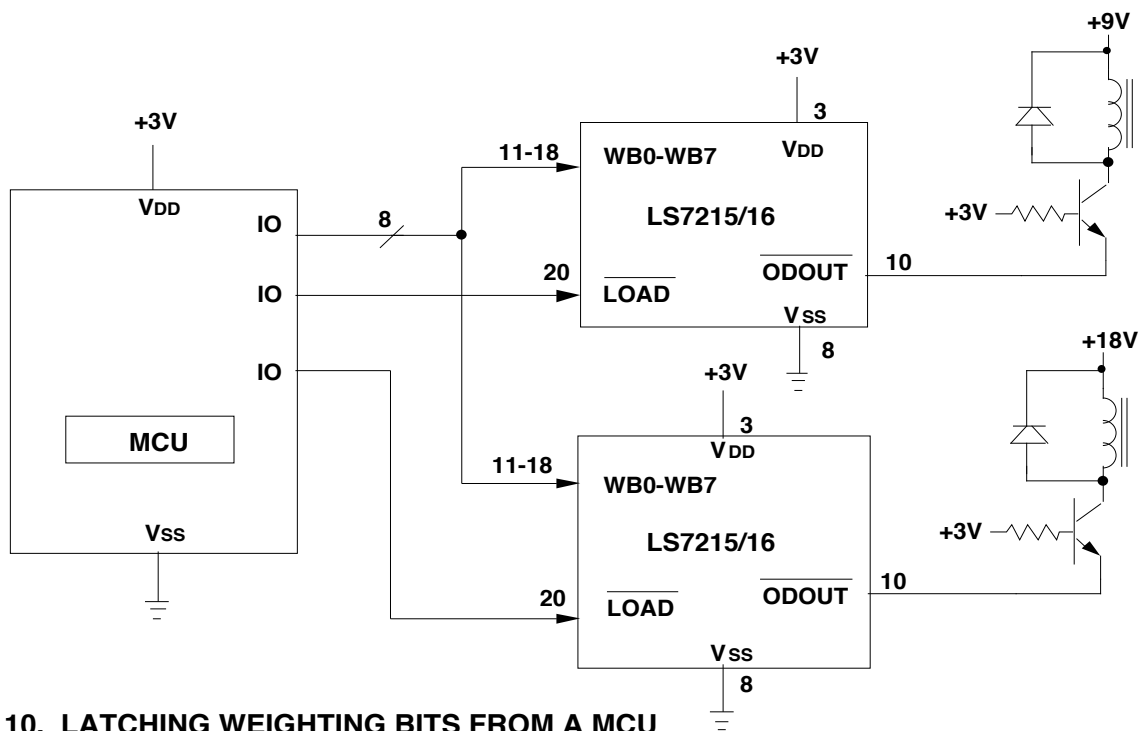 +9V
+3V
3
+3V
11-18
WB0-WB7
VDD
VDD
IO
8
LS7215/16
+3V
20
ODOUT
10
IO
LOAD
VSS
8
+18V
IO
+3V
3
VDD
MCU
11-18
WB0-WB7
VSS
LS7215/16
+3V
20
ODOUT
10
LOAD
VSS
8
10. LATCHING WEIGHTING BITS FROM A MCU